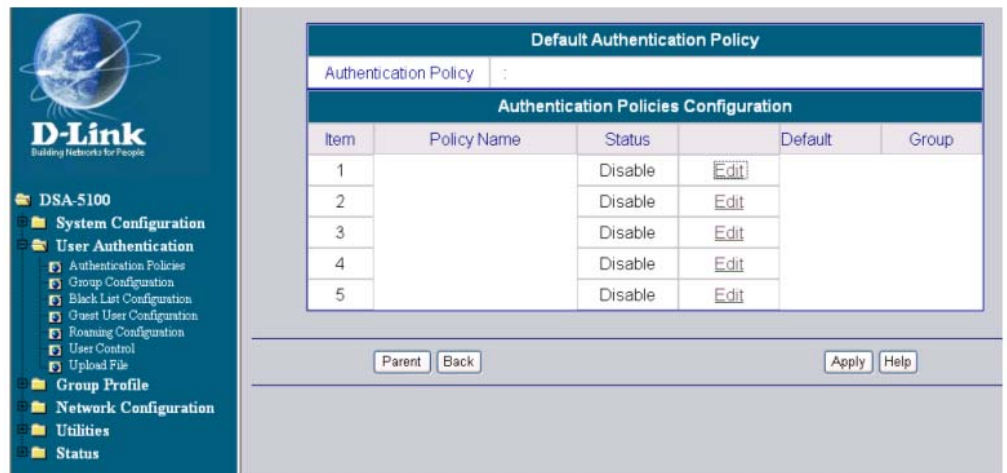 D-Link
Building Networks for People
DSA-5100
System Configuration
User Authentication
Authentication Policies
Group Configuration
Black List Configuration
Guest User Configuration
Roaming Configuration
User Control
Upload File
Group Profile
Network Configuration
Utilities
Status
Default Authentication Policy
Authentication Policy :
Authentication Policies Configuration
Item Policy Name Status Default Group
1 Disable Edit
2 Disable Edit
3 Disable Edit
4 Disable Edit
5 Disable Edit
Parent Back Apply Help